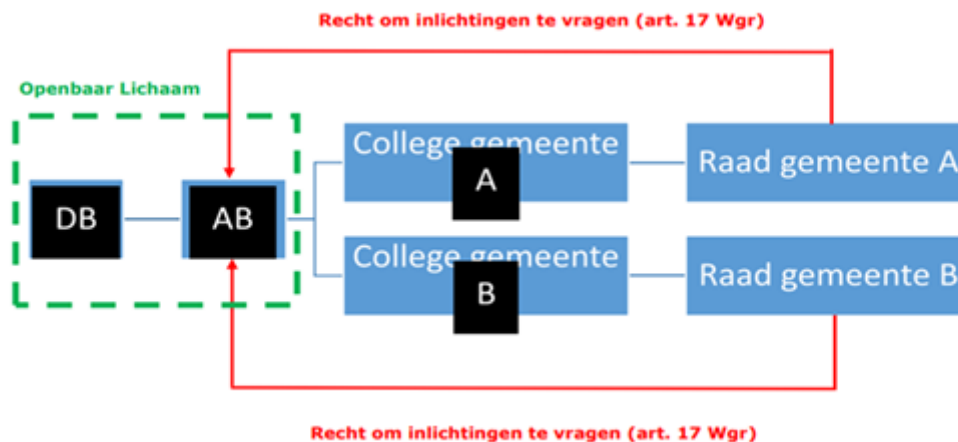 Recht om inlichtingen te vragen (art. 17 Wgr)
Openbaar Lichaam
DB
AB
College gemeente
A
Raad gemeente A
College gemeente
B
Raad gemeente B
Recht om inlichtingen te vragen (art. 17 Wgr)